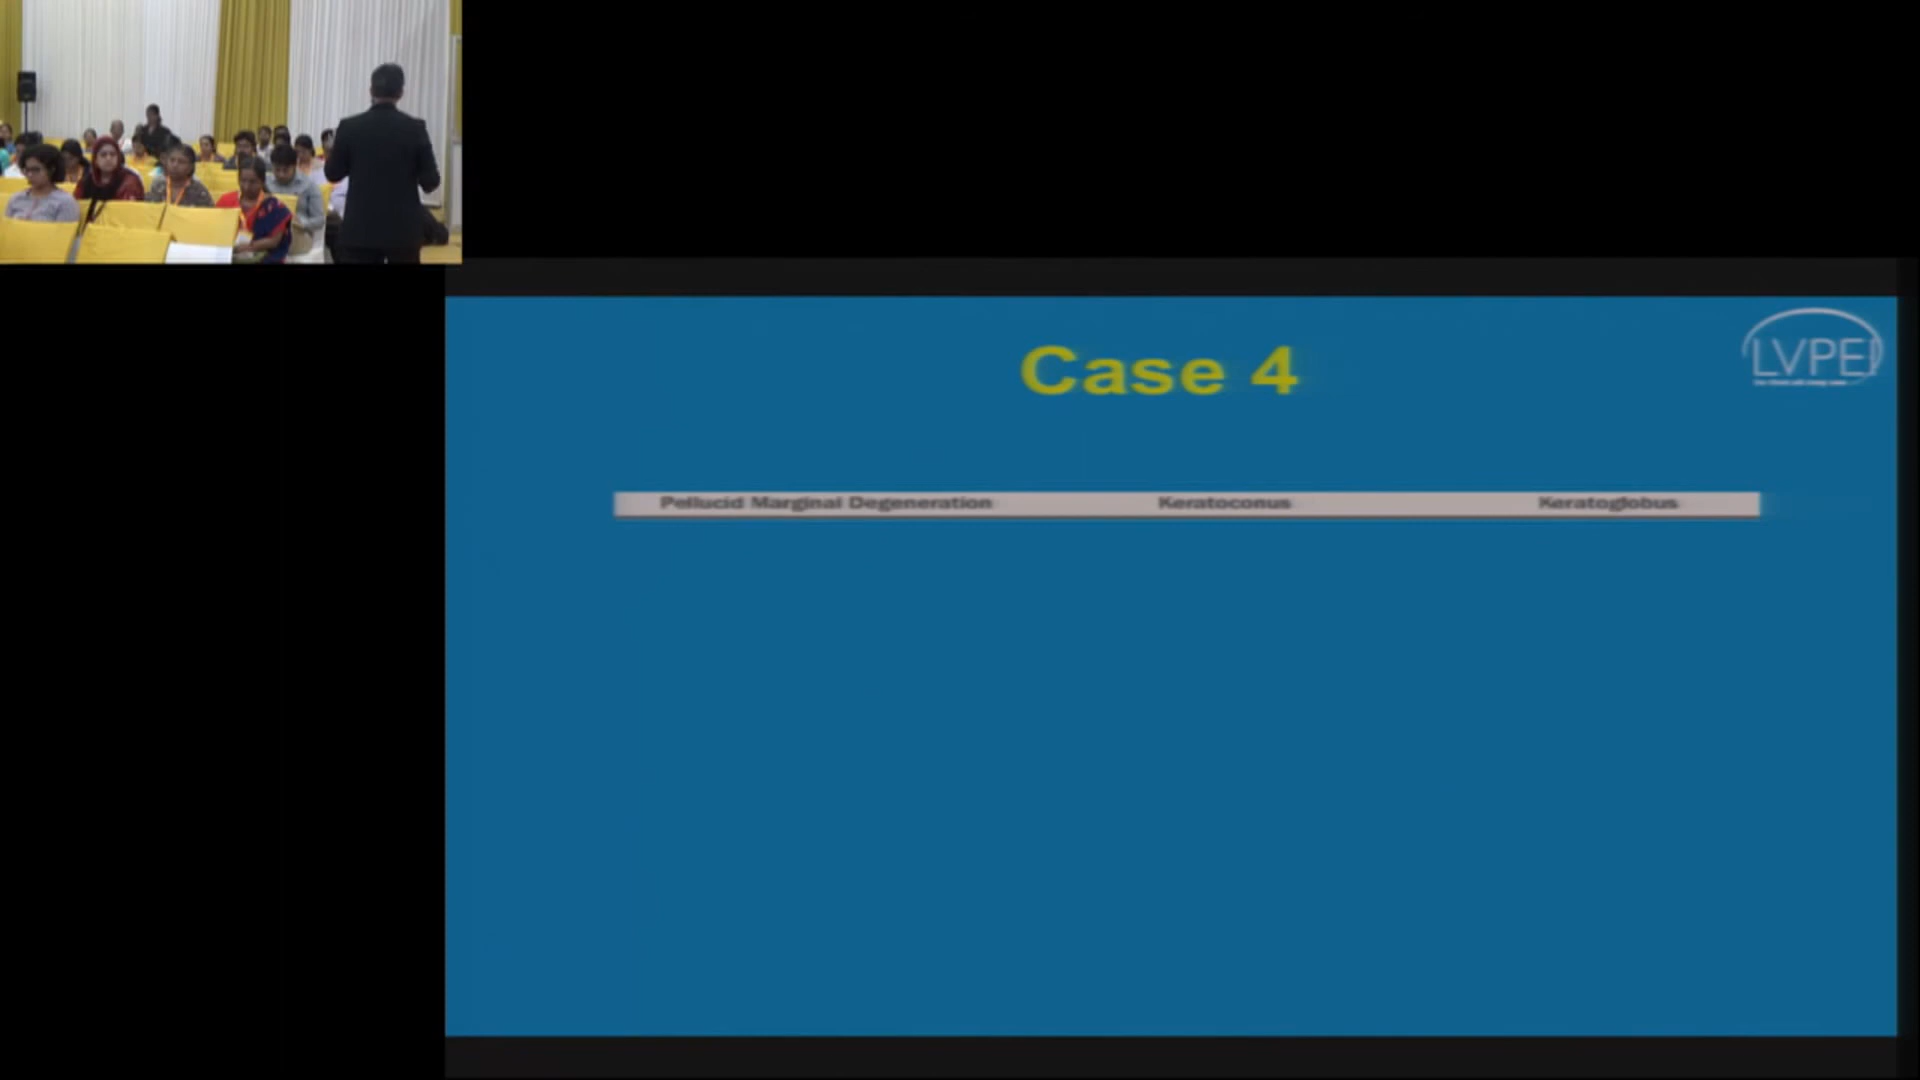 LVPEI
Case 4
Pellucid Marginal Degeneration Keratoconus Keratoglobus